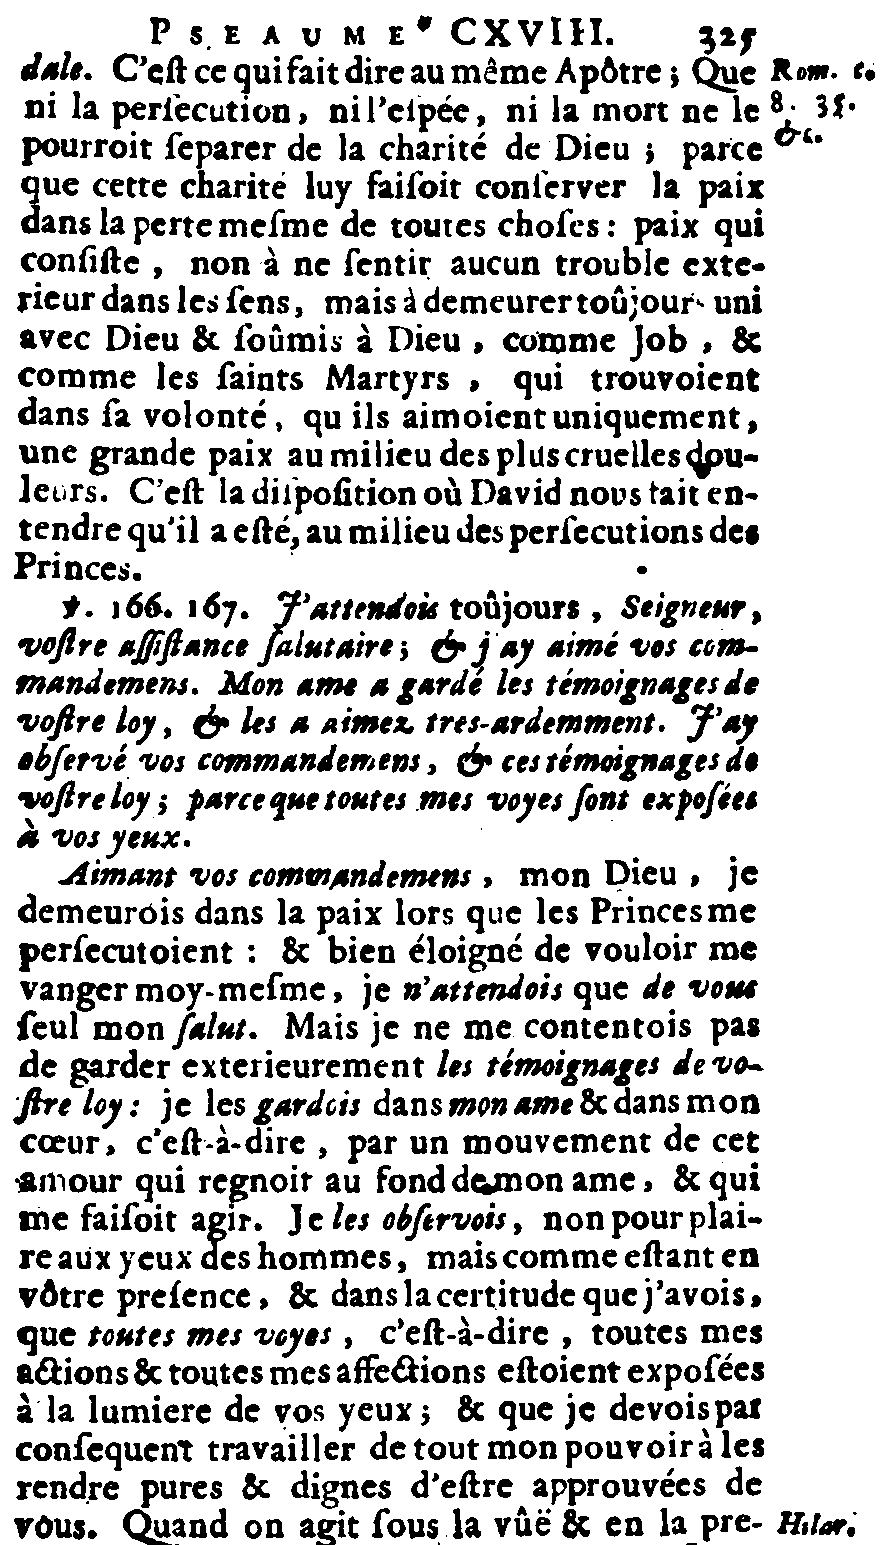 PSEAUME CXVIII. 325
dale. C'eſt ce qui fait dire au même Apôtre ; Que Rom. c.
ni la perſecution, ni l'eſpée, ni la mort ne le 8. 35.
pourroit ſeparer de la charité de Dieu ; parce &c.
que cette charité luy faiſoit conſerver la paix
dans la perte meſme de toutes choſes : paix qui
conſiſte, non à ne ſentir aucun trouble exte-
rieur dans les ſens, mais à demeurer toûjours uni
avec Dieu & ſoûmis à Dieu, comme Job, &
comme les ſaints Martyrs, qui trouvoient
dans ſa volonté, qu'ils aimoient uniquement,
une grande paix au milieu des plus cruelles dou-
leurs. C'eſt la diſpoſition où David nous fait en-
tendre qu'il a eſté, au milieu des perſecutions des
Princes.
℣. 166. 167. J'attendois toûjours, Seigneur,
voſtre aſſiſtance ſalutaire ; & j'ay aimé vos com-
mandemens. Mon ame a gardé les témoignages de
voſtre loy, & les a aimez tres-ardemment. J'ay
obſervé vos commandemens, & ces témoignages de
voſtre loy ; parce que toutes mes voyes ſont expoſées
à vos yeux.
Aimant vos commandemens, mon Dieu, je
demeurois dans la paix lors que les Princes me
perſecutoient : & bien éloigné de vouloir me
vanger moy-meſme, je n'attendois que de vous
ſeul mon ſalut. Mais je ne me contentois pas
de garder exterieurement les témoignages de vo-
ſtre loy : je les gardois dans mon ame & dans mon
cœur, c'eſt-à-dire, par un mouvement de cet
amour qui regnoit au fond de mon ame, & qui
me faiſoit agir. Je les obſervois, non pour plai-
re aux yeux des hommes, mais comme eſtant en
vôtre preſence, & dans la certitude que j'avois,
que toutes mes voyes, c'eſt-à-dire, toutes mes
actions & toutes mes affections eſtoient expoſées
à la lumiere de vos yeux ; & que je devois par
conſequent travailler de tout mon pouvoir à les
rendre pures & dignes d'eſtre approuvées de
vous. Quand on agit ſous la vûë & en la pre- Hilar.